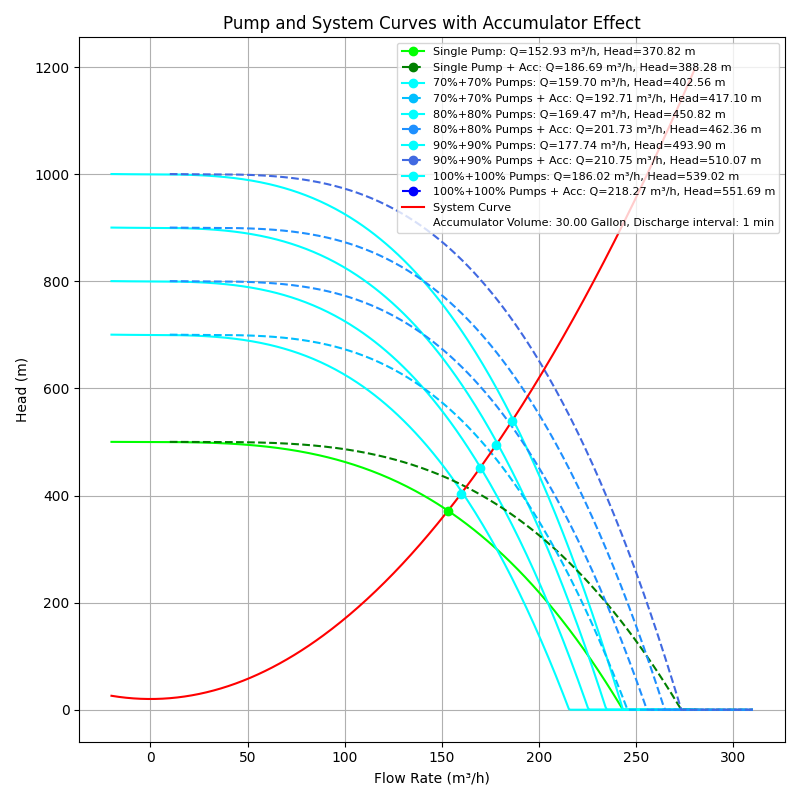 Pump and System Curves with Accumulator Effect
Single Pump: Q=152.93 m³/h, Head=370.82 m
Single Pump + Acc: Q=186.69 m³/h, Head=388.28 m
70%+70% Pumps: Q=159.70 m³/h, Head=402.56 m
70%+70% Pumps + Acc: Q=192.71 m³/h, Head=417.10 m
80%+80% Pumps: Q=169.47 m³/h, Head=450.82 m
80%+80% Pumps + Acc: Q=201.73 m³/h, Head=462.36 m
90%+90% Pumps: Q=177.74 m³/h, Head=493.90 m
90%+90% Pumps + Acc: Q=210.75 m³/h, Head=510.07 m
100%+100% Pumps: Q=186.02 m³/h, Head=539.02 m
100%+100% Pumps + Acc: Q=218.27 m³/h, Head=551.69 m
System Curve
Accumulator Volume: 30.00 Gallon, Discharge interval: 1 min
1200
1000
800
600
400
200
0
Head (m)
0 50 100 150 200 250 300
Flow Rate (m³/h)